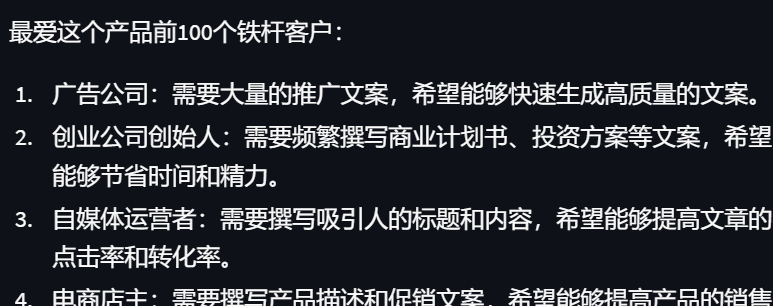 最爱这个产品前100个铁杆客户：
1. 广告公司：需要大量的推广文案，希望能够快速生成高质量的文案。
2. 创业公司创始人：需要频繁撰写商业计划书、投资方案等文案，希望
能够节省时间和精力。
3. 自媒体运营者：需要撰写吸引人的标题和内容，希望能够提高文章的
点击率和转化率。
4. 电商店主：需要撰写产品描述和促销文案，希望能够提高产品的销售